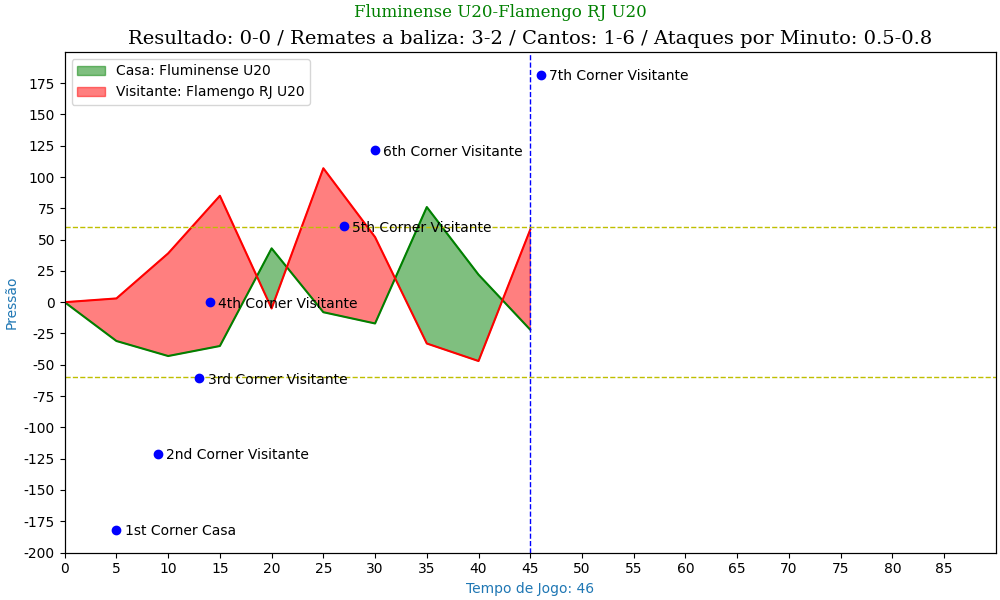 Fluminense U20-Flamengo RJ U20
Resultado: 0-0 / Remates a baliza: 3-2 / Cantos: 1-6 / Ataques por Minuto: 0.5-0.8
Casa: Fluminense U20
Visitante: Flamengo RJ U20
7th Corner Visitante
6th Corner Visitante
5th Corner Visitante
4th Corner Visitante
3rd Corner Visitante
2nd Corner Visitante
1st Corner Casa
Pressão
175
150
125
100
75
50
25
0
-25
-50
-75
-100
-125
-150
-175
-200
0 5 10 15 20 25 30 35 40 45 50 55 60 65 70 75 80 85
Tempo de Jogo: 46